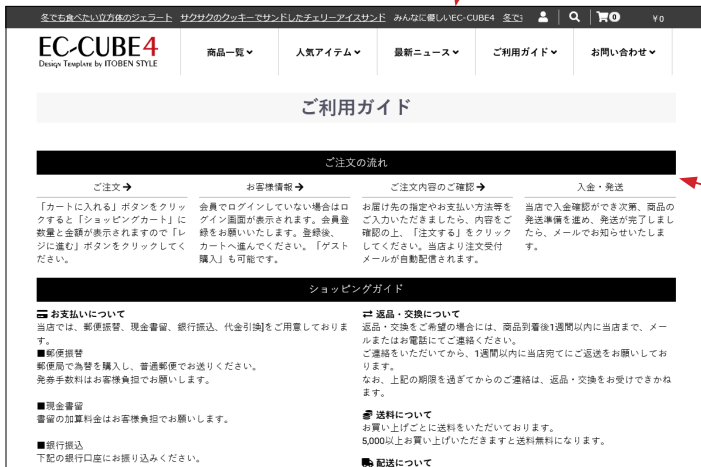 冬でも食べたい立方体のジェラート サクサクのクッキーでサンドしたチェリーアイスサンド みんなに優しいEC-CUBE4 冬で 0 ¥0
EC-CUBE4
Design Template by ITOBEN STYLE
商品一覧 人気アイテム 最新ニュース ご利用ガイド お問い合わせ
ご利用ガイド
ご注文の流れ
ご注文→
「カートに入れる」ボタンをクリッ
クすると「ショッピングカート」に
数量と金額が表示されますので「レ
ジに進む」ボタンをクリックしてく
ださい。
お客様情報→
会員でログインしていない場合はロ
グイン画面が表示されます。会員登
録をお願いいたします。登録後、
カートへ進んでください。「ゲスト
購入」も可能です。
ご注文内容のご確認→
お届け先の指定やお支払い方法等を
ご入力いただきましたら、内容をご
確認の上、「注文する」をクリック
してください。当店より注文受付
メールが自動配信されます。
入金・発送
当店で入金確認ができ次第、商品の
発送準備を進め、発送が完了しまし
たら、メールでお知らせいたしま
す。
ショッピングガイド
お支払いについて
当店では、郵便振替、現金書留、銀行振込、代金引換]をご用意しておりま
す。
■郵便振替
郵便局で為替を購入し、普通郵便でお送りください。
発券手数料はお客様負担でお願いします。
■現金書留
書留の加算料金はお客様負担でお願いします。
■銀行振込
下記の銀行口座にお振り込みください。
返品・交換について
返品・交換をご希望の場合には、商品到着後1週間以内に当店まで、メー
ルまたはお電話にてご連絡ください。
ご連絡をいただいてから、1週間以内に当店宛てにご返送をお願いしてお
ります。
なお、上記の期限を過ぎてからのご連絡は、返品・交換をお受けできかね
ます。
送料について
お買い上げごとに送料をいただいております。
5,000以上お買い上げいただきますと送料無料になります。
配送について